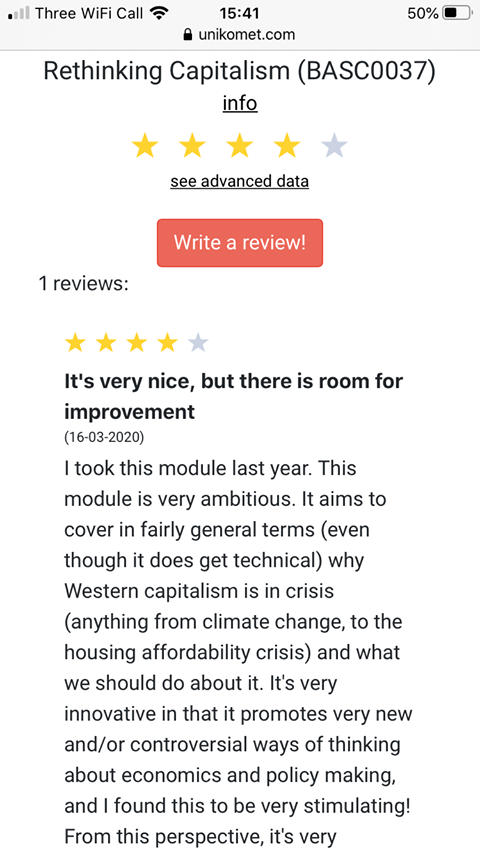 Three WiFi Call 15:41 50%
unikomet.com
Rethinking Capitalism (BASC0037)
info
see advanced data
Write a review!
1 reviews:
It's very nice, but there is room for
improvement
(16-03-2020)
I took this module last year. This
module is very ambitious. It aims to
cover in fairly general terms (even
though it does get technical) why
Western capitalism is in crisis
(anything from climate change, to the
housing affordability crisis) and what
we should do about it. It's very
innovative in that it promotes very new
and/or controversial ways of thinking
about economics and policy making,
and I found this to be very stimulating!
From this perspective, it's very